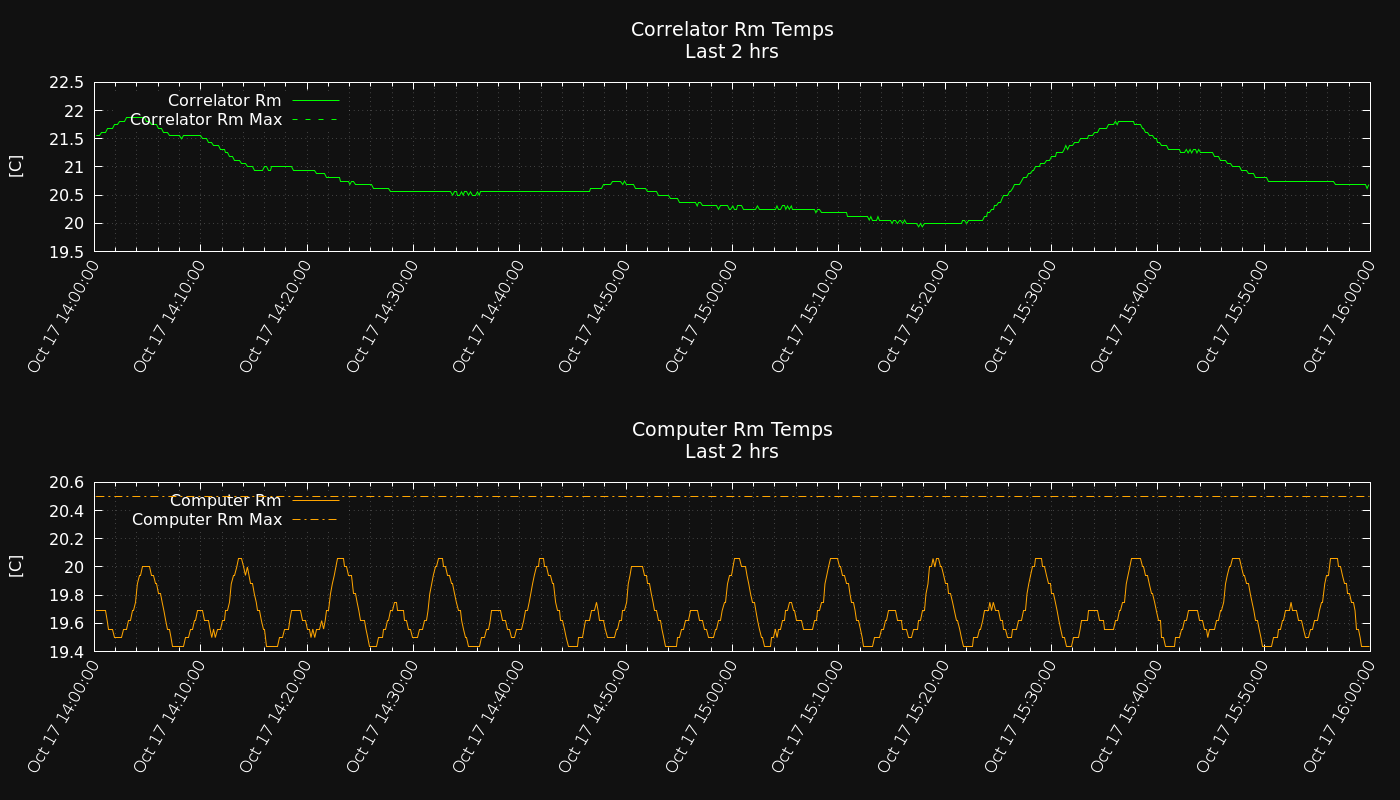 Correlator Rm Temps
Last 2 hrs
22.5
22
21.5
21
20.5
20
19.5
[C]
Correlator Rm
Correlator Rm Max
Oct 17 14:00:00
Oct 17 14:10:00
Oct 17 14:20:00
Oct 17 14:30:00
Oct 17 14:40:00
Oct 17 14:50:00
Oct 17 15:00:00
Oct 17 15:10:00
Oct 17 15:20:00
Oct 17 15:30:00
Oct 17 15:40:00
Oct 17 15:50:00
Oct 17 16:00:00
Computer Rm Temps
Last 2 hrs
20.6
20.4
20.2
20
19.8
19.6
19.4
[C]
Computer Rm
Computer Rm Max
Oct 17 14:00:00
Oct 17 14:10:00
Oct 17 14:20:00
Oct 17 14:30:00
Oct 17 14:40:00
Oct 17 14:50:00
Oct 17 15:00:00
Oct 17 15:10:00
Oct 17 15:20:00
Oct 17 15:30:00
Oct 17 15:40:00
Oct 17 15:50:00
Oct 17 16:00:00